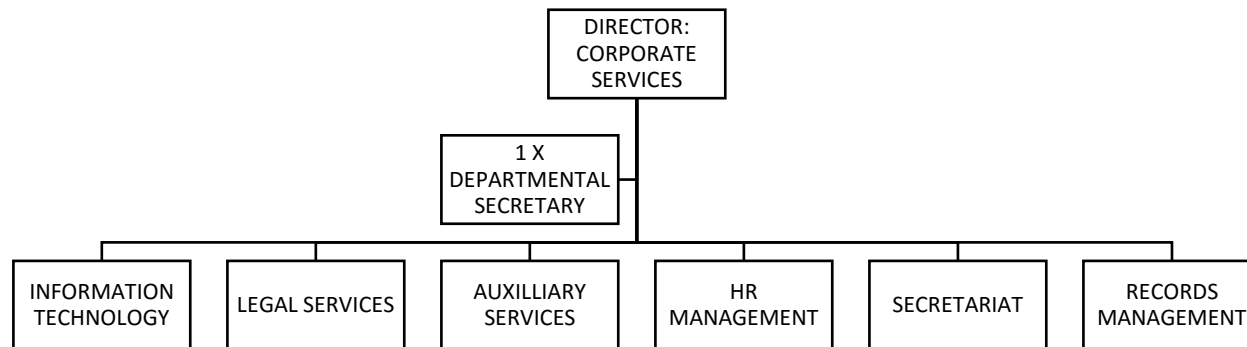 DIRECTOR:
CORPORATE
SERVICES
1 X
DEPARTMENTAL
SECRETARY
INFORMATION
TECHNOLOGY
LEGAL SERVICES
AUXILLIARY
SERVICES
HR
MANAGEMENT
SECRETARIAT
RECORDS
MANAGEMENT